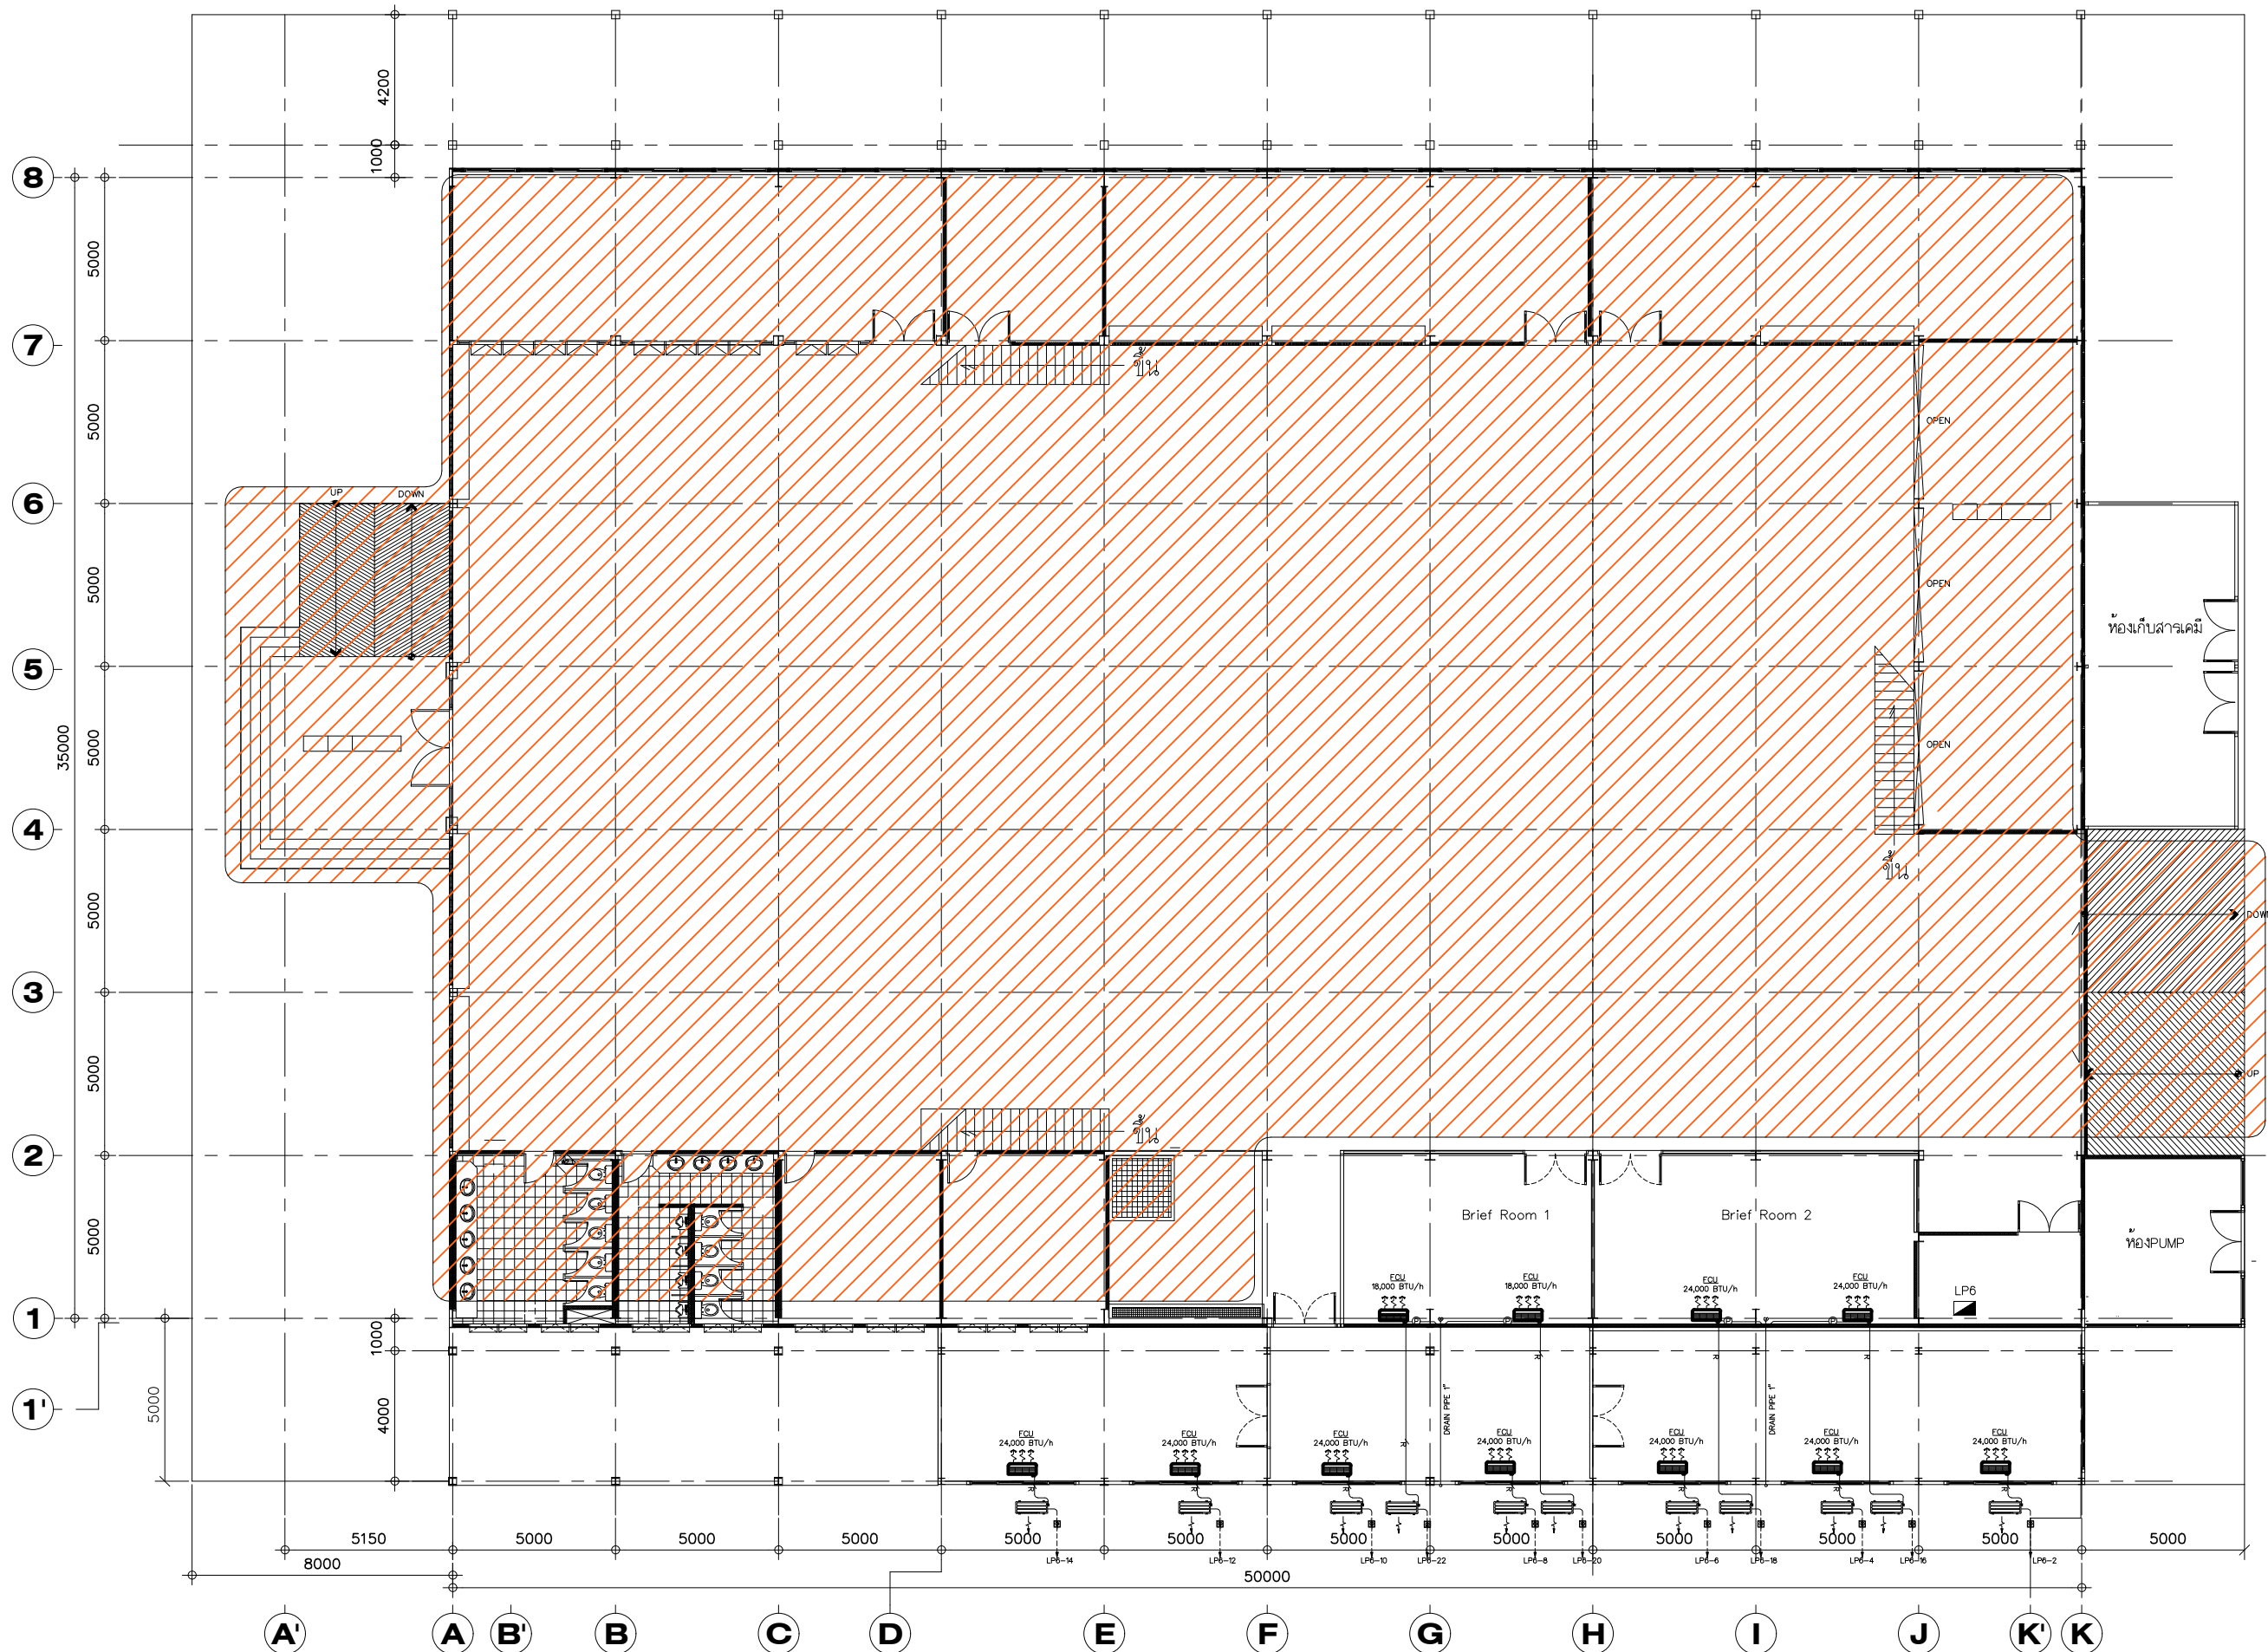 4200
1000
8
5000
7
ขึ้น
5000
OPEN
6
UP
DOWN
5000
OPEN
ห้องเก็บสารเคมี
5
35000
5000
OPEN
4
ขึ้น
5000
DOWN
3
5000
UP
ขึ้น
2
5000
Brief Room 1
Brief Room 2
ห้องPUMP
FCU
18,000 BTU/h
FCU
18,000 BTU/h
FCU
24,000 BTU/h
FCU
24,000 BTU/h
LP6
1
1000
1'
5000
4000
DRAIN PIPE 1"
DRAIN PIPE 1"
FCU
24,000 BTU/h
FCU
24,000 BTU/h
FCU
24,000 BTU/h
FCU
24,000 BTU/h
FCU
24,000 BTU/h
FCU
24,000 BTU/h
FCU
24,000 BTU/h
5150
5000
5000
5000
5000
5000
5000
5000
5000
5000
5000
5000
LP6-14
LP6-12
LP6-10
LP6-22
LP6-8
LP6-20
LP6-6
LP6-18
LP6-4
LP6-16
LP6-2
8000
50000
A'
A
B'
B
C
D
E
F
G
H
I
J
K'
K